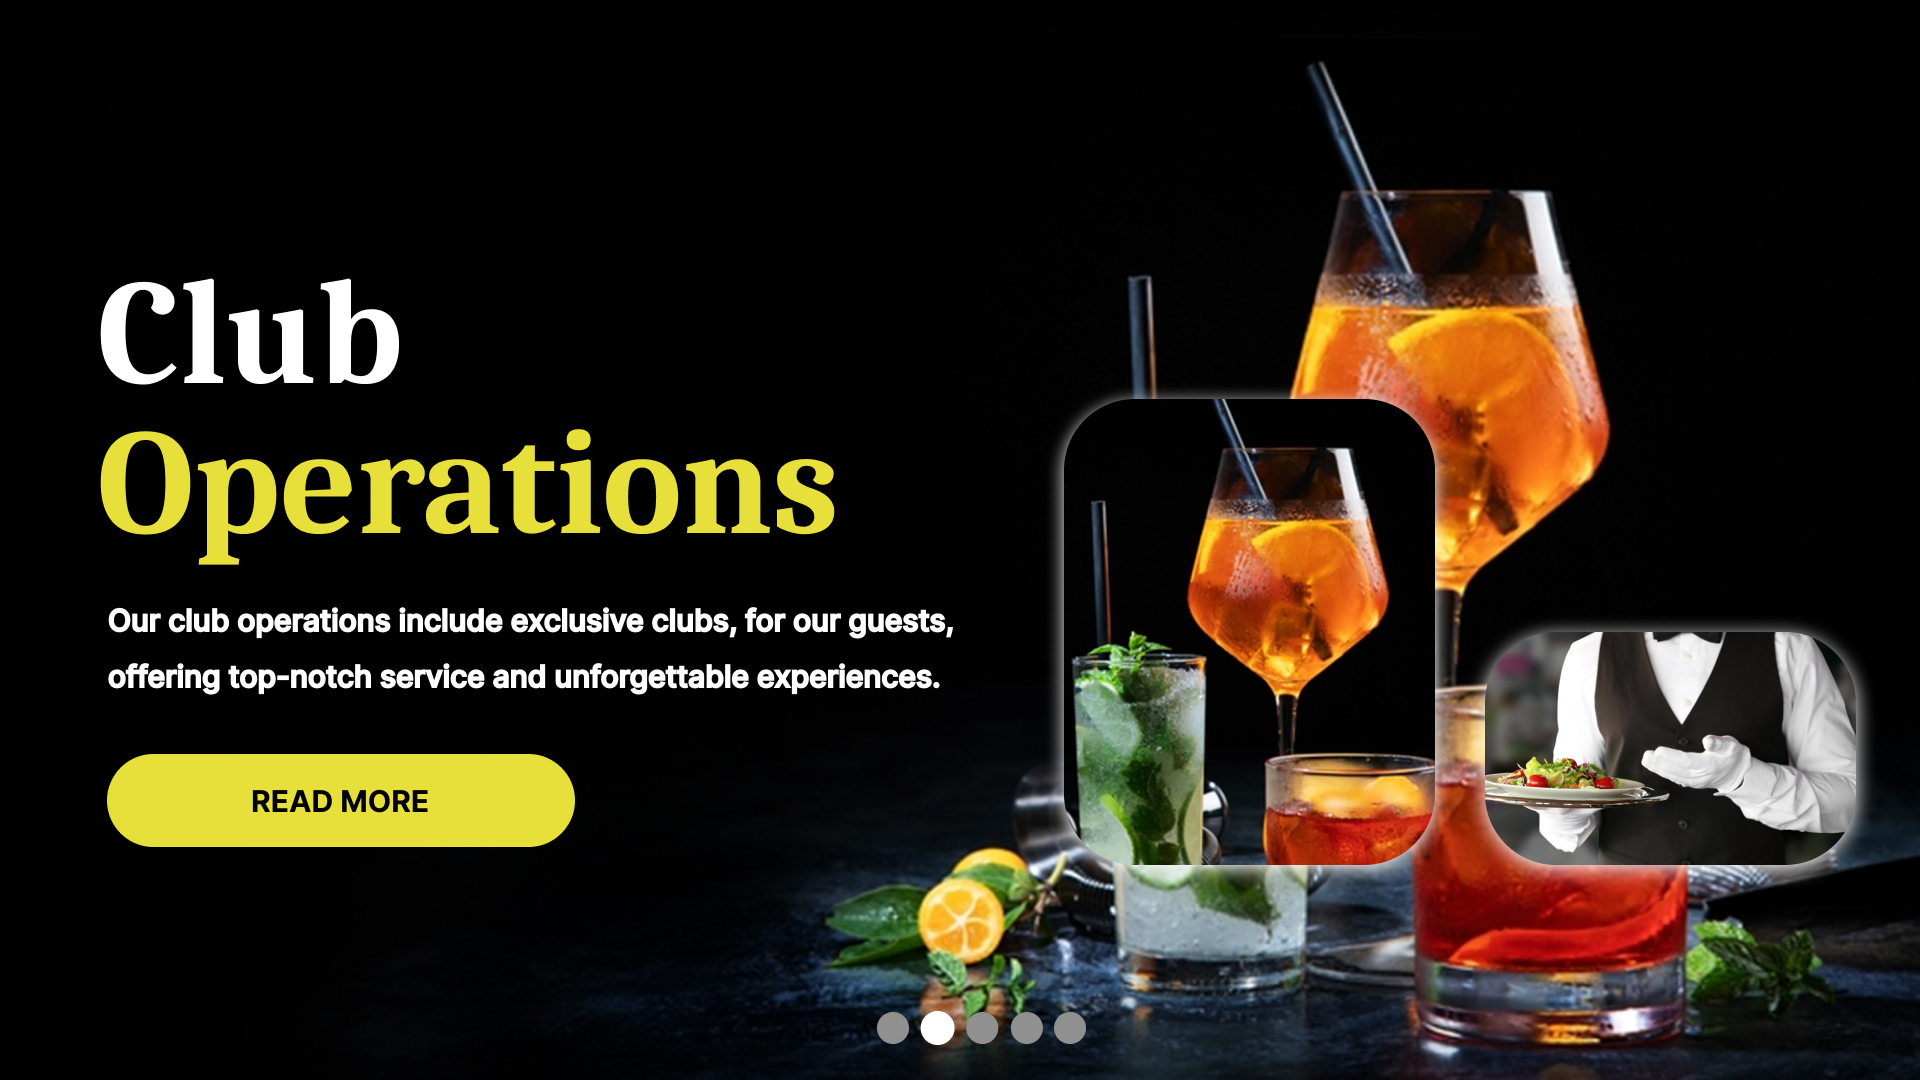 Club
Operations
Our club operations include exclusive clubs, for our guests,
offering top-notch service and unforgettable experiences.
READ MORE